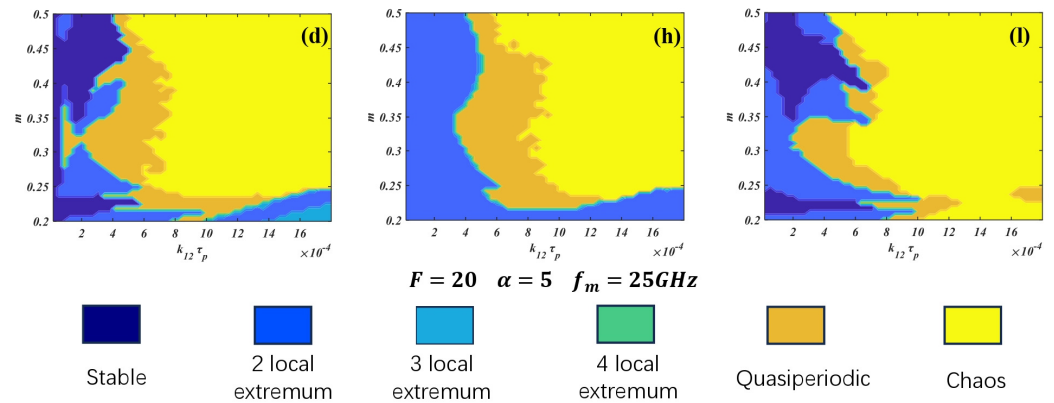 (d)
0.5
0.45
0.4
m
0.35
0.3
0.25
0.2
2 4 6 8 10 12 14 16
×10-4
k12 τp
(h)
0.5
0.45
0.4
m
0.35
0.3
0.25
0.2
2 4 6 8 10 12 14 16
×10-4
k12 τp
(l)
0.5
0.45
0.4
m
0.35
0.3
0.25
0.2
2 4 6 8 10 12 14 16
×10-4
k12 τp
F = 20 α = 5 fm = 25GHz
Stable
2 local
extremum
3 local
extremum
4 local
extremum
Quasiperiodic
Chaos